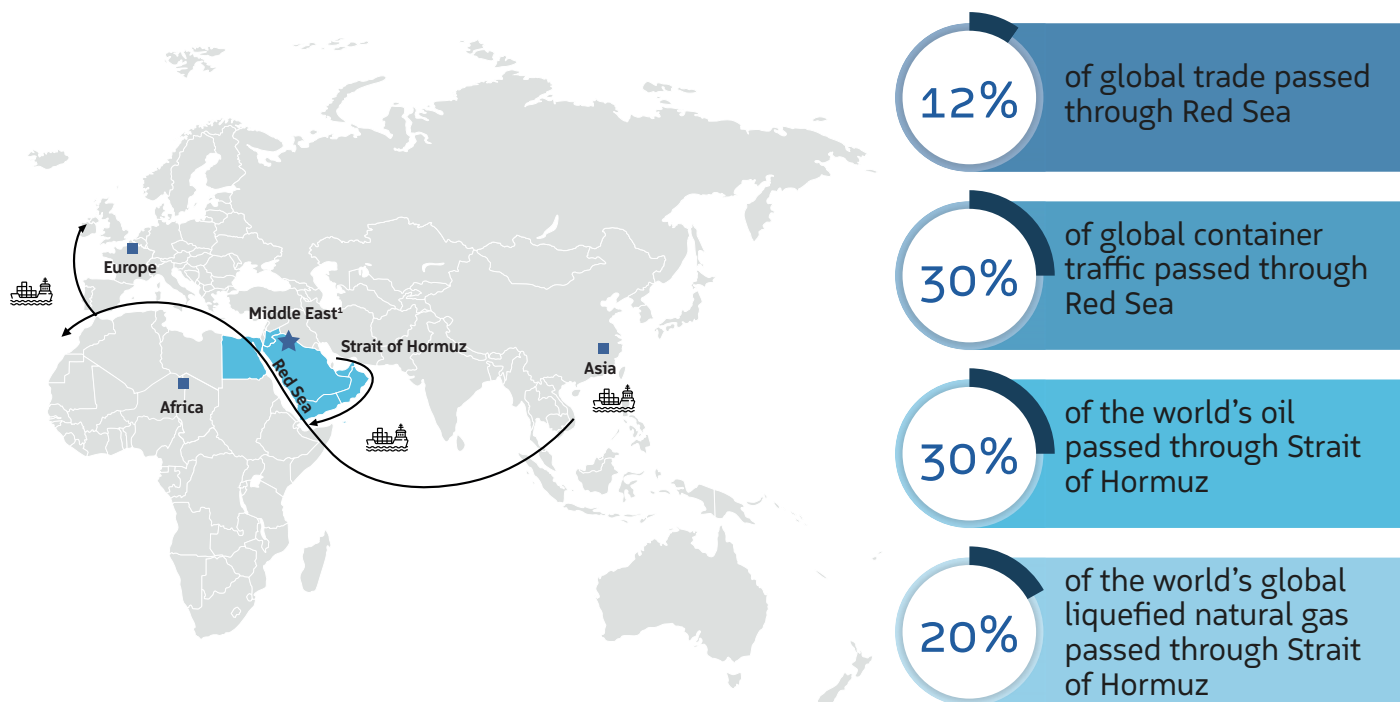 Europe
Middle East¹
Strait of Hormuz
Red Sea
Africa
Asia
12%
of global trade passed
through Red Sea
30%
of global container
traffic passed through
Red Sea
30%
of the world’s oil
passed through Strait
of Hormuz
20%
of the world’s global
liquefied natural gas
passed through Strait
of Hormuz